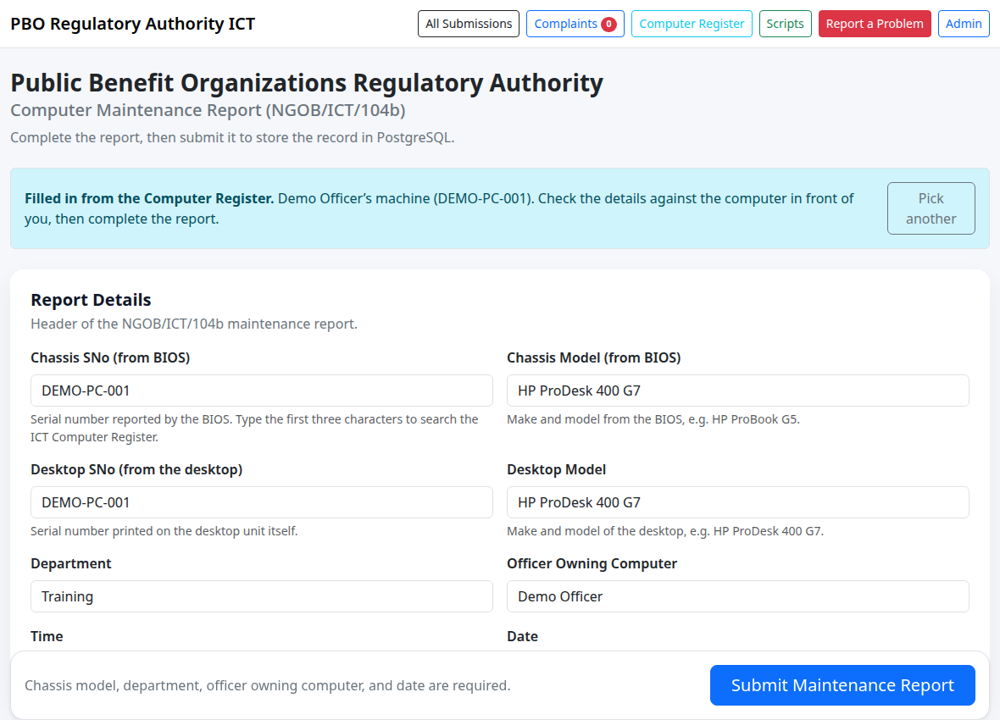 PBO Regulatory Authority ICT
All Submissions
Complaints 0
Computer Register
Scripts
Report a Problem
Admin
Public Benefit Organizations Regulatory Authority
Computer Maintenance Report (NGOB/ICT/104b)
Complete the report, then submit it to store the record in PostgreSQL.
Filled in from the Computer Register. Demo Officer’s machine (DEMO-PC-001). Check the details against the computer in front of
you, then complete the report.
Pick
another
Report Details
Header of the NGOB/ICT/104b maintenance report.
Chassis SNo (from BIOS)
DEMO-PC-001
Serial number reported by the BIOS. Type the first three characters to search the
ICT Computer Register.
Chassis Model (from BIOS)
HP ProDesk 400 G7
Make and model from the BIOS, e.g. HP ProBook G5.
Desktop SNo (from the desktop)
DEMO-PC-001
Serial number printed on the desktop unit itself.
Desktop Model
HP ProDesk 400 G7
Make and model of the desktop, e.g. HP ProDesk 400 G7.
Department
Training
Officer Owning Computer
Demo Officer
Time
Date
Chassis model, department, officer owning computer, and date are required.
Submit Maintenance Report